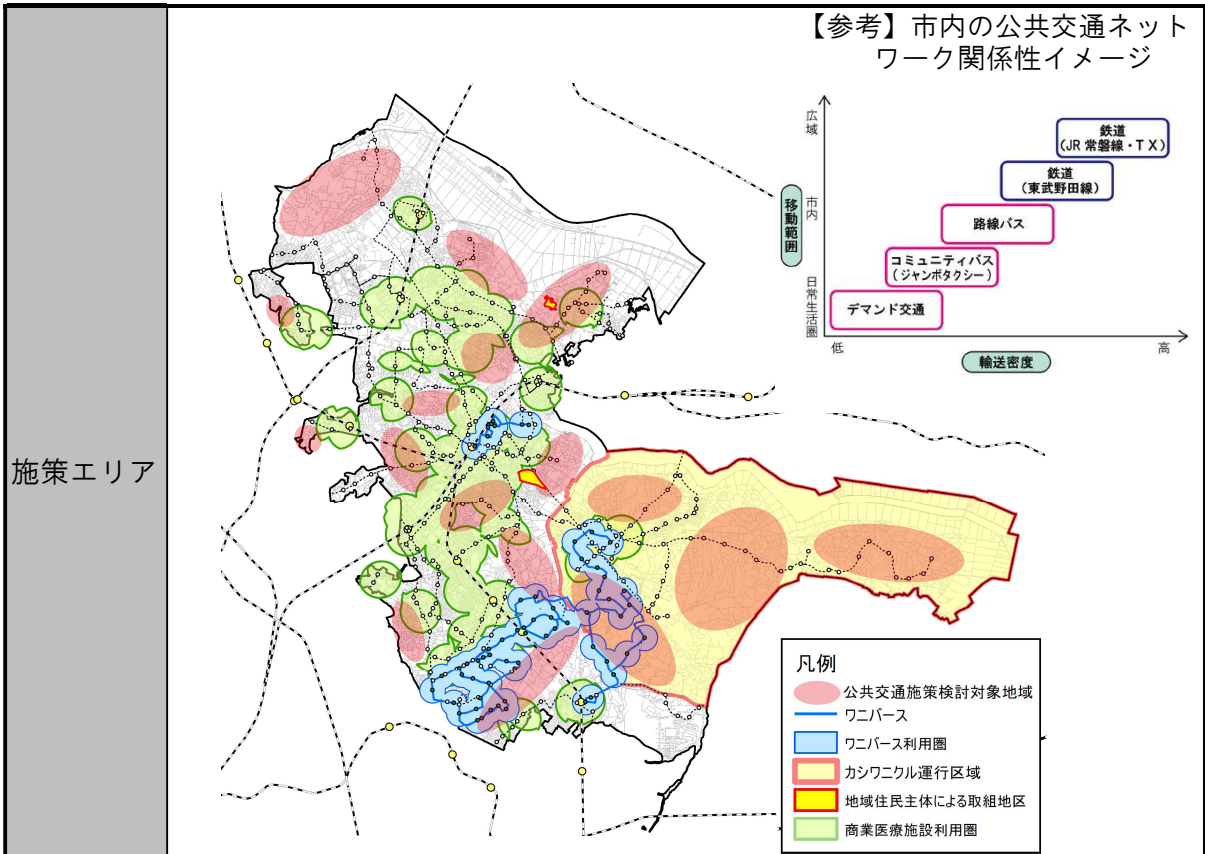 施策エリア
【参考】市内の公共交通ネット
ワーク関係性イメージ
広域
市内
日常生活圏
移動範囲
鉄道
(JR 常磐線・TX)
鉄道
(東武野田線)
路線バス
コミュニティバス
(ジャンボタクシー)
デマンド交通
低
高
輸送密度
凡例
公共交通施策検討対象地域
ワニバース
ワニバース利用圏
カシワニクル運行区域
地域住民主体による取組地区
商業医療施設利用圏